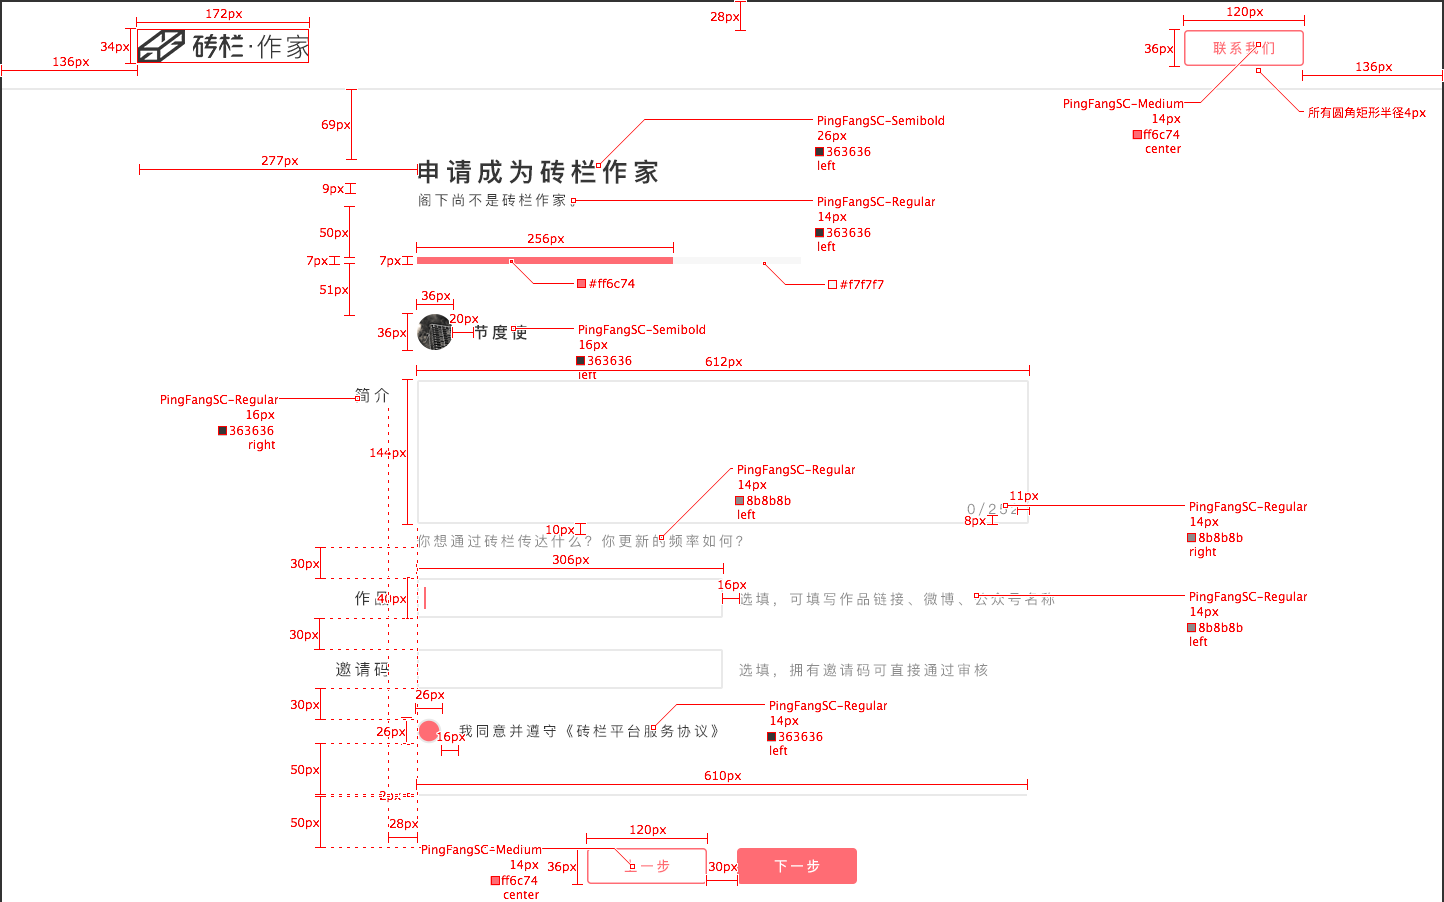 172px
28px
120px
34px
砖栏·作家
36px
联系我们
136px
136px
PingFangSC-Medium
14px
ff6c74
center
所有圆角矩形半径4px
69px
PingFangSC-Semibold
26px
363636
left
277px
申请成为砖栏作家
9px
阁下尚不是砖栏作家。
PingFangSC-Regular
14px
363636
left
50px
256px
7px
7px
#ff6c74
#f7f7f7
51px
36px
36px
20px
节度使
PingFangSC-Semibold
16px
363636
left
612px
简介
PingFangSC-Regular
16px
363636
right
144px
PingFangSC-Regular
14px
8b8b8b
left
11px
0/252
8px
PingFangSC-Regular
14px
8b8b8b
right
10px
你想通过砖栏传达什么？你更新的频率如何？
30px
306px
作品
40px
16px
选填，可填写作品链接、微博、公众号名称
PingFangSC-Regular
14px
8b8b8b
left
30px
邀请码
选填，拥有邀请码可直接通过审核
30px
26px
26px
16px
我同意并遵守《砖栏平台服务协议》
PingFangSC-Regular
14px
363636
left
50px
610px
2px
50px
28px
120px
PingFangSC-Medium
14px
ff6c74
center
36px
上一步
30px
下一步